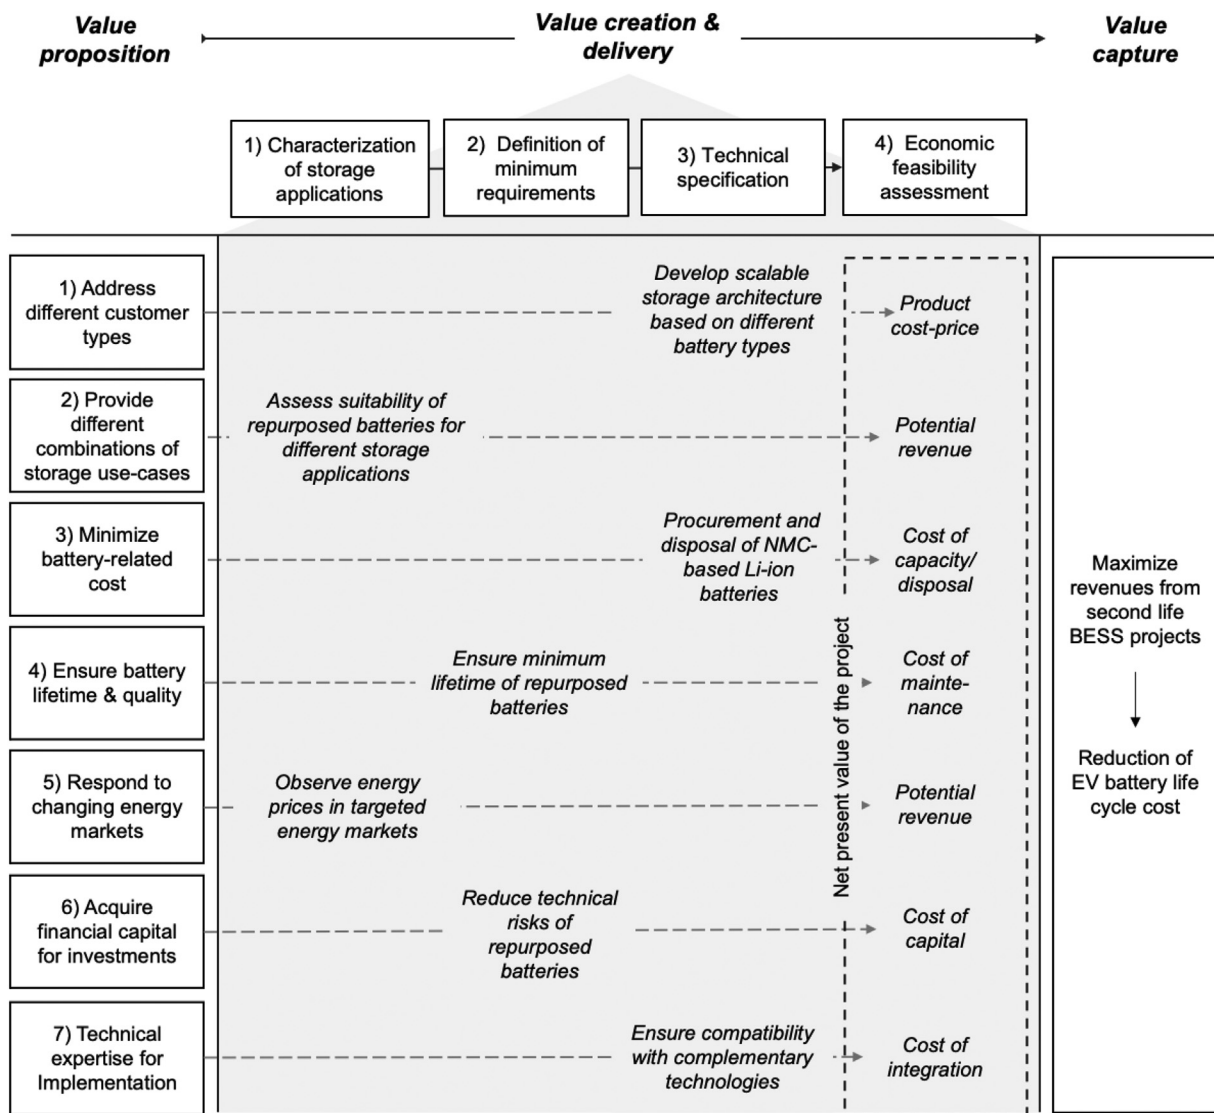 Value
proposition
Value creation &
delivery
Value
capture
1) Characterization
of storage
applications
2) Definition of
minimum
requirements
3) Technical
specification
4) Economic
feasibility
assessment
1) Address
different customer
types
Develop scalable
storage architecture
based on different
battery types
Product
cost-price
2) Provide
different
combinations of
storage use-cases
Assess suitability of
repurposed batteries for
different storage
applications
Potential
revenue
3) Minimize
battery-related
cost
Procurement and
disposal of NMC-
based Li-ion
batteries
Cost of
capacity/
disposal
4) Ensure battery
lifetime & quality
Ensure minimum
lifetime of repurposed
batteries
Cost of
mainte-
nance
5) Respond to
changing energy
markets
Observe energy
prices in targeted
energy markets
Potential
revenue
6) Acquire
financial capital
for investments
Reduce technical
risks of
repurposed
batteries
Cost of
capital
7) Technical
expertise for
Implementation
Ensure compatibility
with complementary
technologies
Cost of
integration
Net present value of the project
Maximize
revenues from
second life
BESS projects
Reduction of
EV battery life
cycle cost